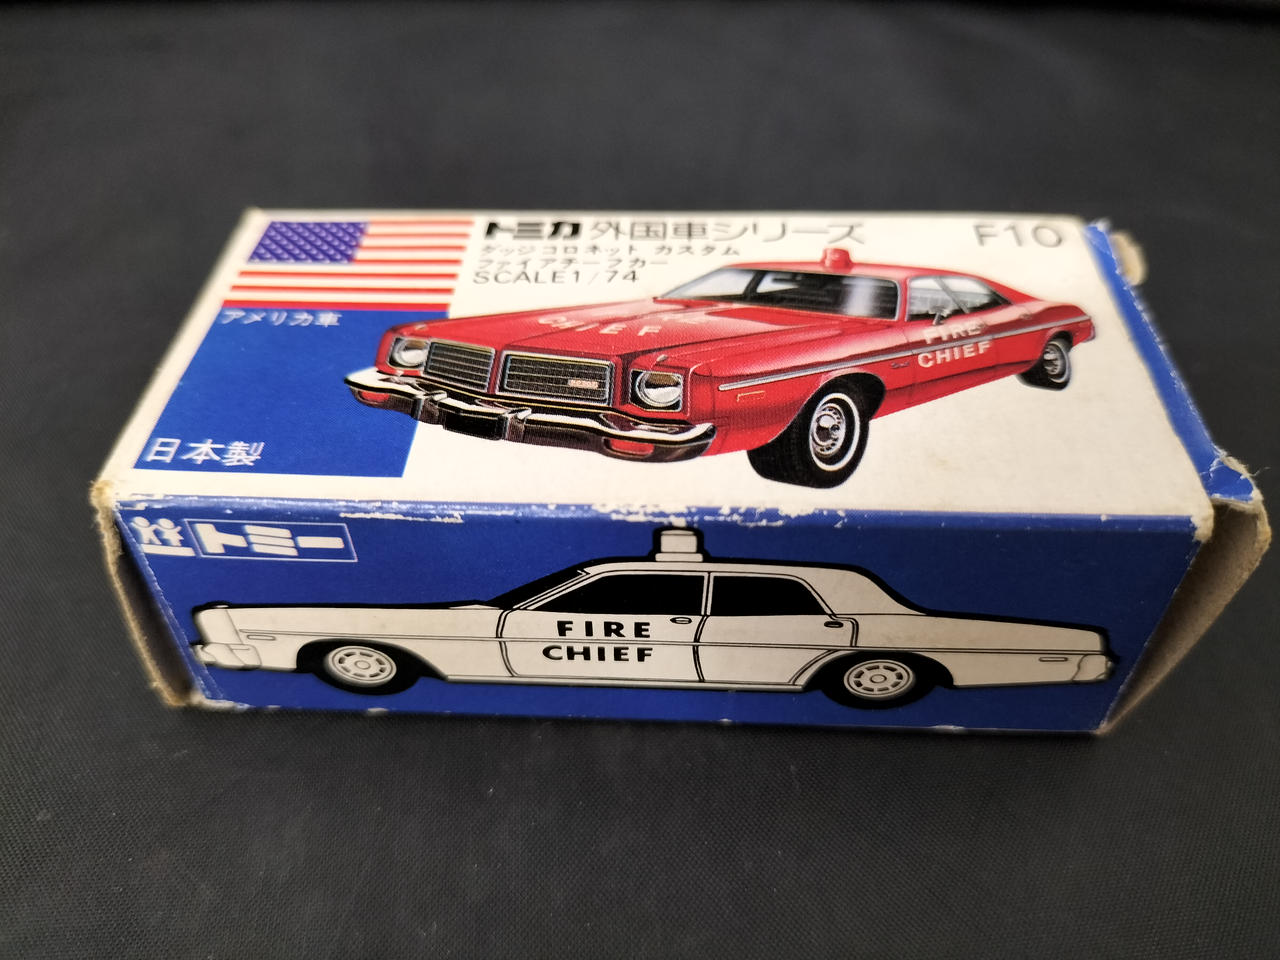 トミカ 外国車シリーズ F10
ダッジコロネット カスタム
ファイアチーフカー
SCALE1/74
アメリカ車
FIRE
CHIEF
FIRE
CHIEF
日本製
トミー
FIRE
CHIEF